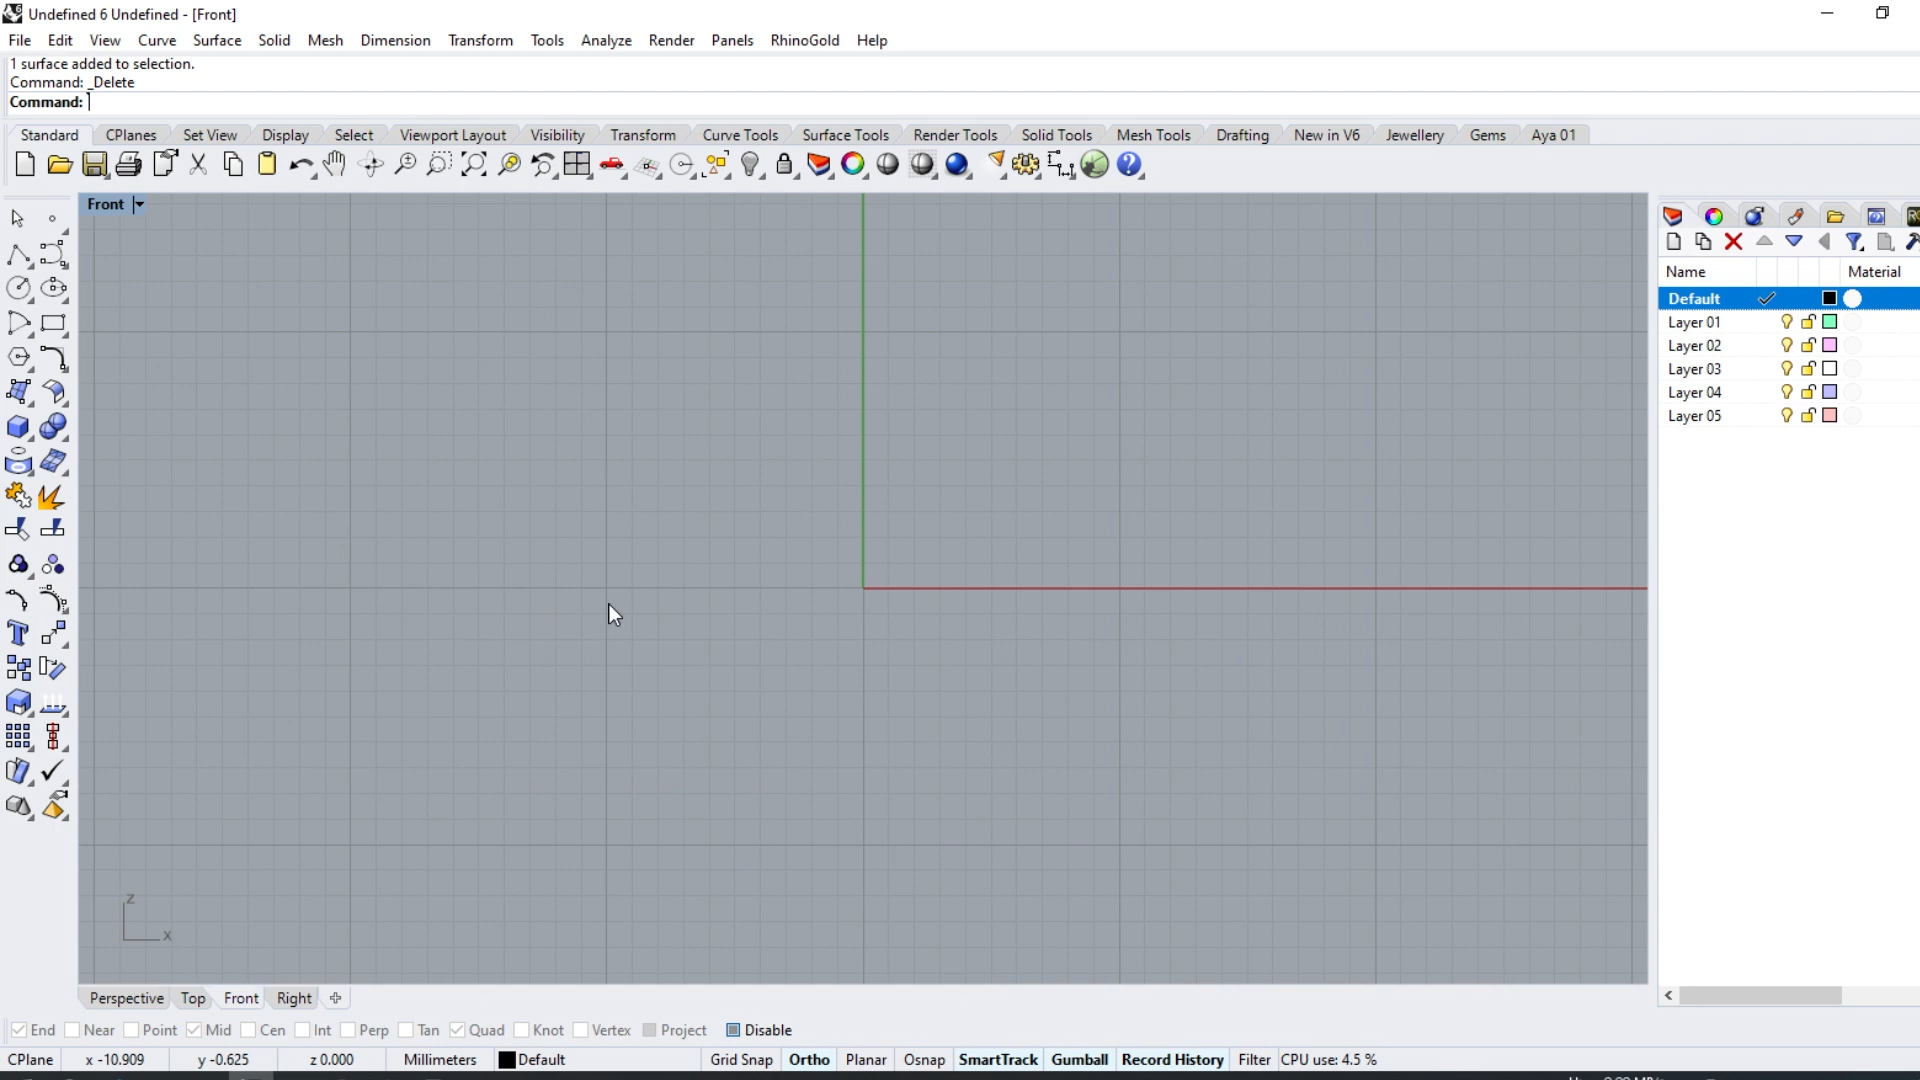 Undefined 6 Undefined - [Front]
File Edit View Curve Surface Solid Mesh Dimension Transform Tools Analyze Render Panels RhinoGold Help
1 surface added to selection.
Command: _Delete
Command:
Standard CPlanes Set View Display Select Viewport Layout Visibility Transform Curve Tools Surface Tools Render Tools Solid Tools Mesh Tools Drafting New in V6 Jewellery Gems Aya 01
Front
Name Material
Default
Layer 01
Layer 02
Layer 03
Layer 04
Layer 05
z
x
Perspective Top Front Right
End Near Point Mid Cen Int Perp Tan Quad Knot Vertex Project Disable
CPlane x -10.909 y -0.625 z 0.000 Millimeters Default Grid Snap Ortho Planar Osnap SmartTrack Gumball Record History Filter CPU use: 4.5 %